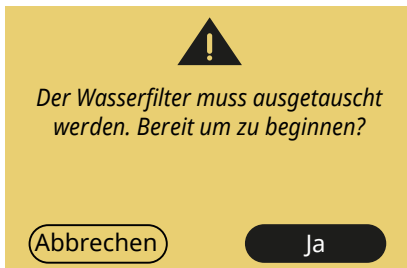 Der Wasserfilter muss ausgetauscht
werden. Bereit um zu beginnen?
Abbrechen
Ja